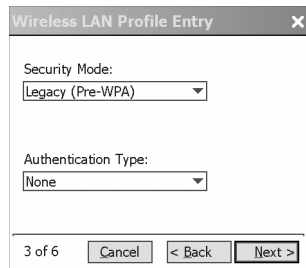 Wireless LAN Profile Entry
Security Mode:
Legacy (Pre-WPA)
Authentication Type:
None
3 of 6 Cancel < Back Next >